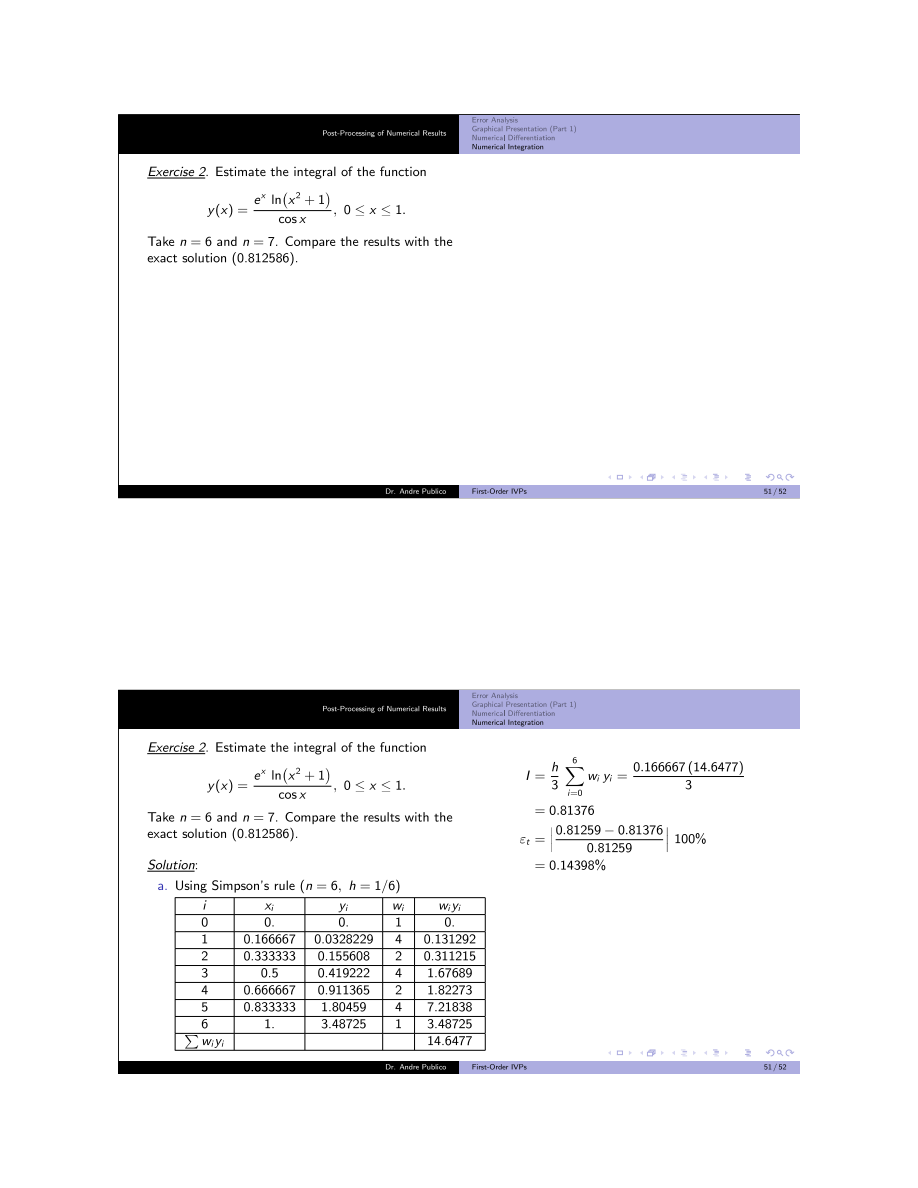 Post-Processing of Numerical Results
Error Analysis
Graphical Presentation (Part 1)
Numerical Differentiation
Numerical Integration
Exercise 2. Estimate the integral of the function
y(x) = e^x ln(x^2 + 1) / cos x, 0 ≤ x ≤ 1.
Take n = 6 and n = 7. Compare the results with the
exact solution (0.812586).
Dr. Andre Publico First-Order IVPs 51 / 52
Post-Processing of Numerical Results
Error Analysis
Graphical Presentation (Part 1)
Numerical Differentiation
Numerical Integration
Exercise 2. Estimate the integral of the function
y(x) = e^x ln(x^2 + 1) / cos x, 0 ≤ x ≤ 1.
Take n = 6 and n = 7. Compare the results with the
exact solution (0.812586).
Solution:
a. Using Simpson's rule (n = 6, h = 1/6)
i x_i y_i w_i w_i y_i
0 0. 0. 1 0.
1 0.166667 0.0328229 4 0.131292
2 0.333333 0.155608 2 0.311215
3 0.5 0.419222 4 1.67689
4 0.666667 0.911365 2 1.82273
5 0.833333 1.80459 4 7.21838
6 1. 3.48725 1 3.48725
∑ w_i y_i 14.6477
I = h/3 ∑_{i=0}^{6} w_i y_i = 0.166667 (14.6477) / 3
= 0.81376
ε_t = |(0.81259 − 0.81376) / 0.81259| 100%
= 0.14398%
Dr. Andre Publico First-Order IVPs 51 / 52